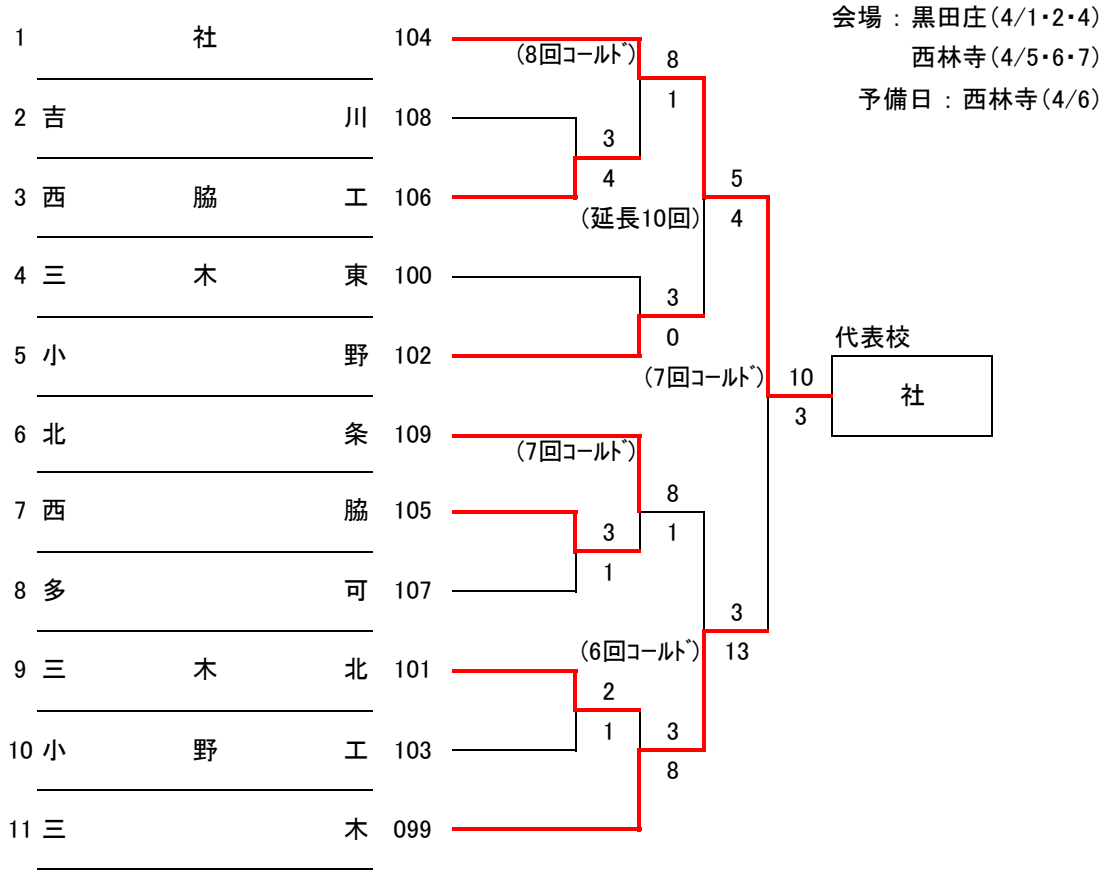 会場：黒田庄(4/1・2・4)
西林寺(4/5・6・7)
予備日：西林寺(4/6)
1 社 104
(8回ｺｰﾙﾄﾞ)
8
1
2 吉川 108
3
4
3 西脇工 106
5
(延長10回)
4
4 三木東 100
3
0
5 小野 102
代表校
(7回ｺｰﾙﾄﾞ)
10
3
社
6 北条 109
(7回ｺｰﾙﾄﾞ)
8
1
7 西脇 105
3
1
8 多可 107
3
(6回ｺｰﾙﾄﾞ)
13
9 三木北 101
2
1
10 小野工 103
3
8
11 三木 099